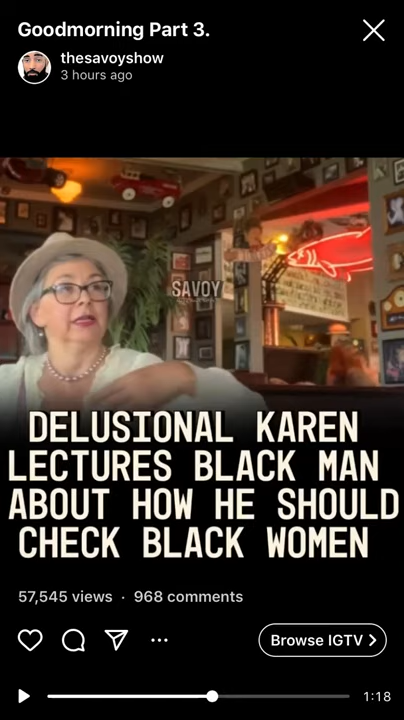 Goodmorning Part 3.
thesavoyshow
3 hours ago
SAVOY
DELUSIONAL KAREN
LECTURES BLACK MAN
ABOUT HOW HE SHOULD
CHECK BLACK WOMEN
57,545 views · 968 comments
Browse IGTV
1:18